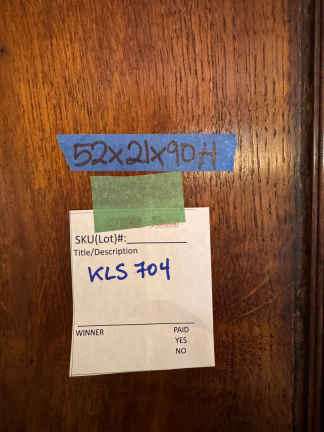 52x21x90H
SKU(Lot)#:
Title/Description
KLS 704
WINNER PAID
YES
NO